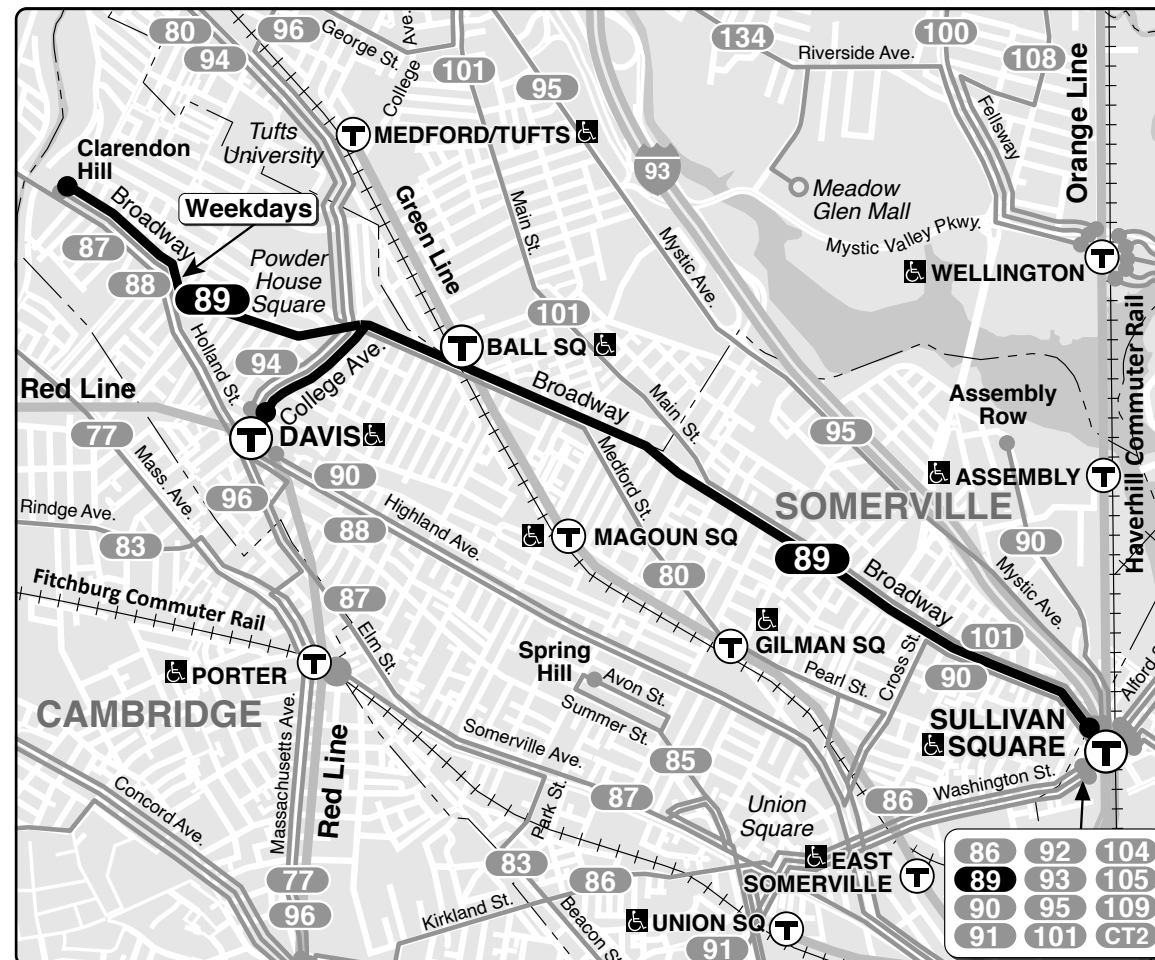 80
96
George St.
College Ave.
94
101
95
134
Riverside Ave.
100
108
Orange Line
Fellsway
Clarendon
Hill
Tufts
University
T
MEDFORD/TUFTS
93
Meadow
Glen Mall
Mystic Valley Pkwy.
Broadway
Weekdays
Green Line
Main St.
Mystic Ave.
87
88
Powder
House
Square
89
WELLINGTON
T
101
94
T
BALL SQ
Holland St.
College Ave.
Broadway
Main St.
Haverhill Commuter Rail
Red Line
Assembly
Row
77
T
DAVIS
95
Mass. Ave.
90
Medford St.
ASSEMBLY
T
96
Highland Ave.
SOMERVILLE
Rindge Ave.
83
88
T
MAGOUN SQ
89
90
Broadway
Mystic Ave.
Fitchburg Commuter Rail
87
80
Elm St.
T
GILMAN SQ
101
Cross St.
90
Alford S
PORTER
T
Spring
Hill
Avon St.
Pearl St.
Summer St.
CAMBRIDGE
SULLIVAN
SQUARE
T
Massachusetts Ave.
Red Line
Somerville Ave.
85
Washington St.
Concord Ave.
87
Park St.
86
Union
Square
83
EAST
SOMERVILLE
T
86
77
96
Kirkland St.
Beacon St.
UNION SQ
T
91
86 92 104
89 93 105
90 95 109
91 101 CT2